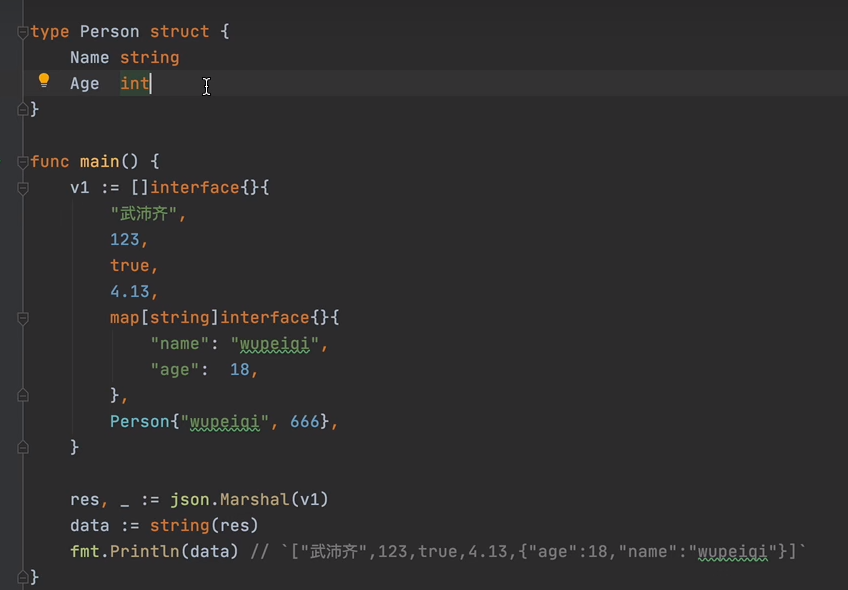 type Person struct {
    Name string
    Age  int
}

func main() {
    v1 := []interface{}{
        "武沛齐",
        123,
        true,
        4.13,
        map[string]interface{}{
            "name": "wupeiqi",
            "age":  18,
        },
        Person{"wupeiqi", 666},
    }

    res, _ := json.Marshal(v1)
    data := string(res)
    fmt.Println(data) // `["武沛齐",123,true,4.13,{"age":18,"name":"wupeiqi"}]`
}